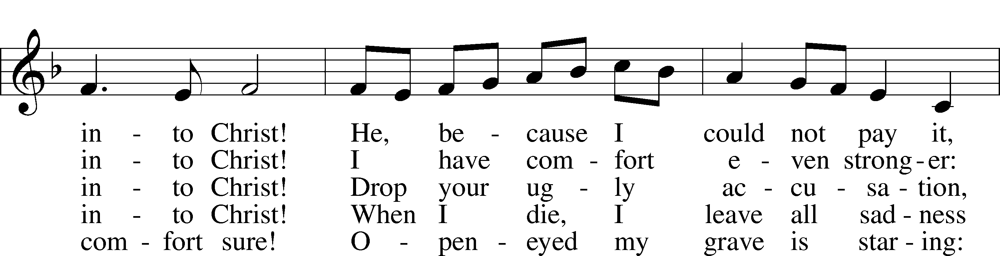 in - to Christ! He, be - cause I could not pay it,
in - to Christ! I have com - fort e - ven strong - er:
in - to Christ! Drop your ug - ly ac - cu - sa - tion,
in - to Christ! When I die, I leave all sad - ness
com - fort sure! O - pen - eyed my grave is star - ing: